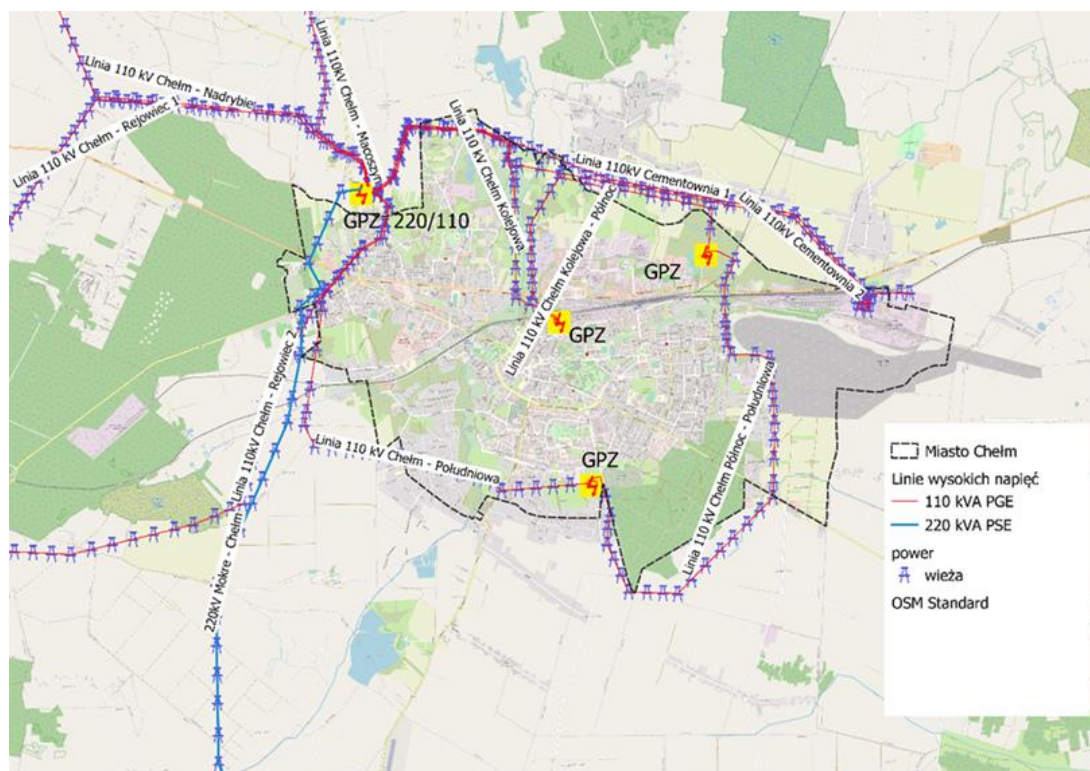 Linia 110 kV Chełm - Nadrybie
Linia 110 kV Chełm - Rejowiec 1
Linia 110kV Chełm - Macoszyn
Linia 110 kV Chełm Kolejowa
Linia 110 kV Chełm Kolejowa - Północ
Linia 110kV Cementownia 1
Linia 110kV Cementownia 2
GPZ 220/110
GPZ
GPZ
GPZ
220kV Mokre - Chełm
Linia 110kV Chełm - Rejowiec 2
Linia 110 kV Chełm - Południowa
Linia 110 kV Chełm Północ - Południowa
Miasto Chełm
Linie wysokich napięć
110 kVA PGE
220 kVA PSE
power
wieża
OSM Standard